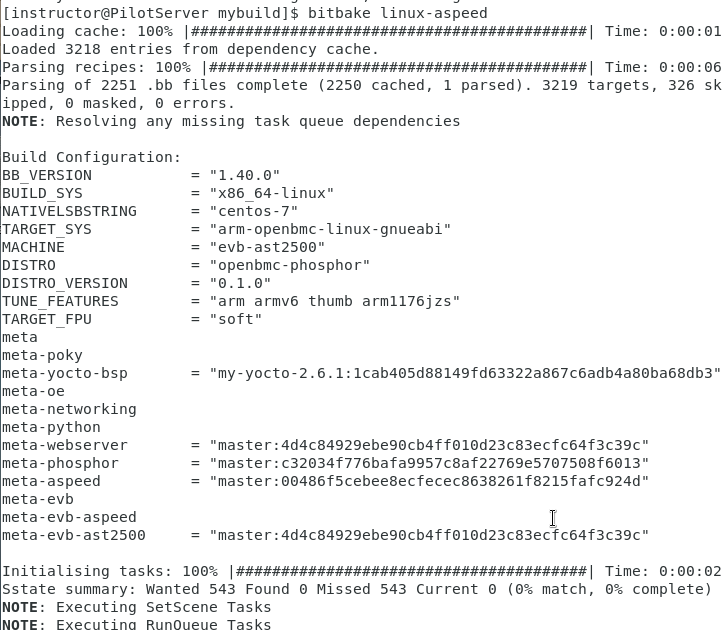 [instructor@PilotServer mybuild]$ bitbake linux-aspeed
Loading cache: 100% |############################################| Time: 0:00:01
Loaded 3218 entries from dependency cache.
Parsing recipes: 100% |##########################################| Time: 0:00:06
Parsing of 2251 .bb files complete (2250 cached, 1 parsed). 3219 targets, 326 sk
ipped, 0 masked, 0 errors.
NOTE: Resolving any missing task queue dependencies

Build Configuration:
BB_VERSION           = "1.40.0"
BUILD_SYS            = "x86_64-linux"
NATIVELSBSTRING      = "centos-7"
TARGET_SYS           = "arm-openbmc-linux-gnueabi"
MACHINE              = "evb-ast2500"
DISTRO               = "openbmc-phosphor"
DISTRO_VERSION       = "0.1.0"
TUNE_FEATURES        = "arm armv6 thumb arm1176jzs"
TARGET_FPU           = "soft"
meta
meta-poky
meta-yocto-bsp       = "my-yocto-2.6.1:1cab405d88149fd63322a867c6adb4a80ba68db3"
meta-oe
meta-networking
meta-python
meta-webserver       = "master:4d4c84929ebe90cb4ff010d23c83ecfc64f3c39c"
meta-phosphor        = "master:c32034f776bafa9957c8af22769e5707508f6013"
meta-aspeed          = "master:00486f5cebee8ecfecec8638261f8215fafc924d"
meta-evb
meta-evb-aspeed
meta-evb-ast2500     = "master:4d4c84929ebe90cb4ff010d23c83ecfc64f3c39c"

Initialising tasks: 100% |#######################################| Time: 0:00:02
Sstate summary: Wanted 543 Found 0 Missed 543 Current 0 (0% match, 0% complete)
NOTE: Executing SetScene Tasks
NOTE: Executing RunQueue Tasks